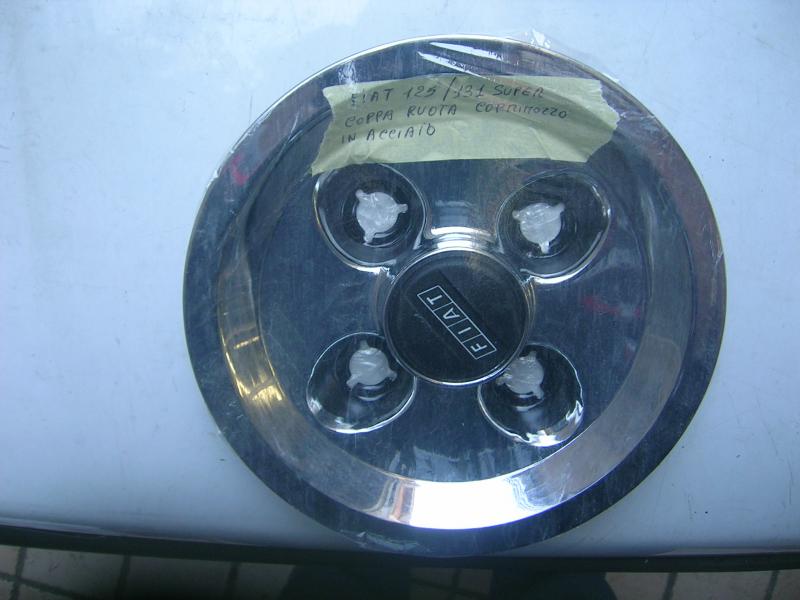 FIAT 125/131 SUPER
COPPA RUOTA COPRIMOZZO
IN ACCIAIO
FIAT